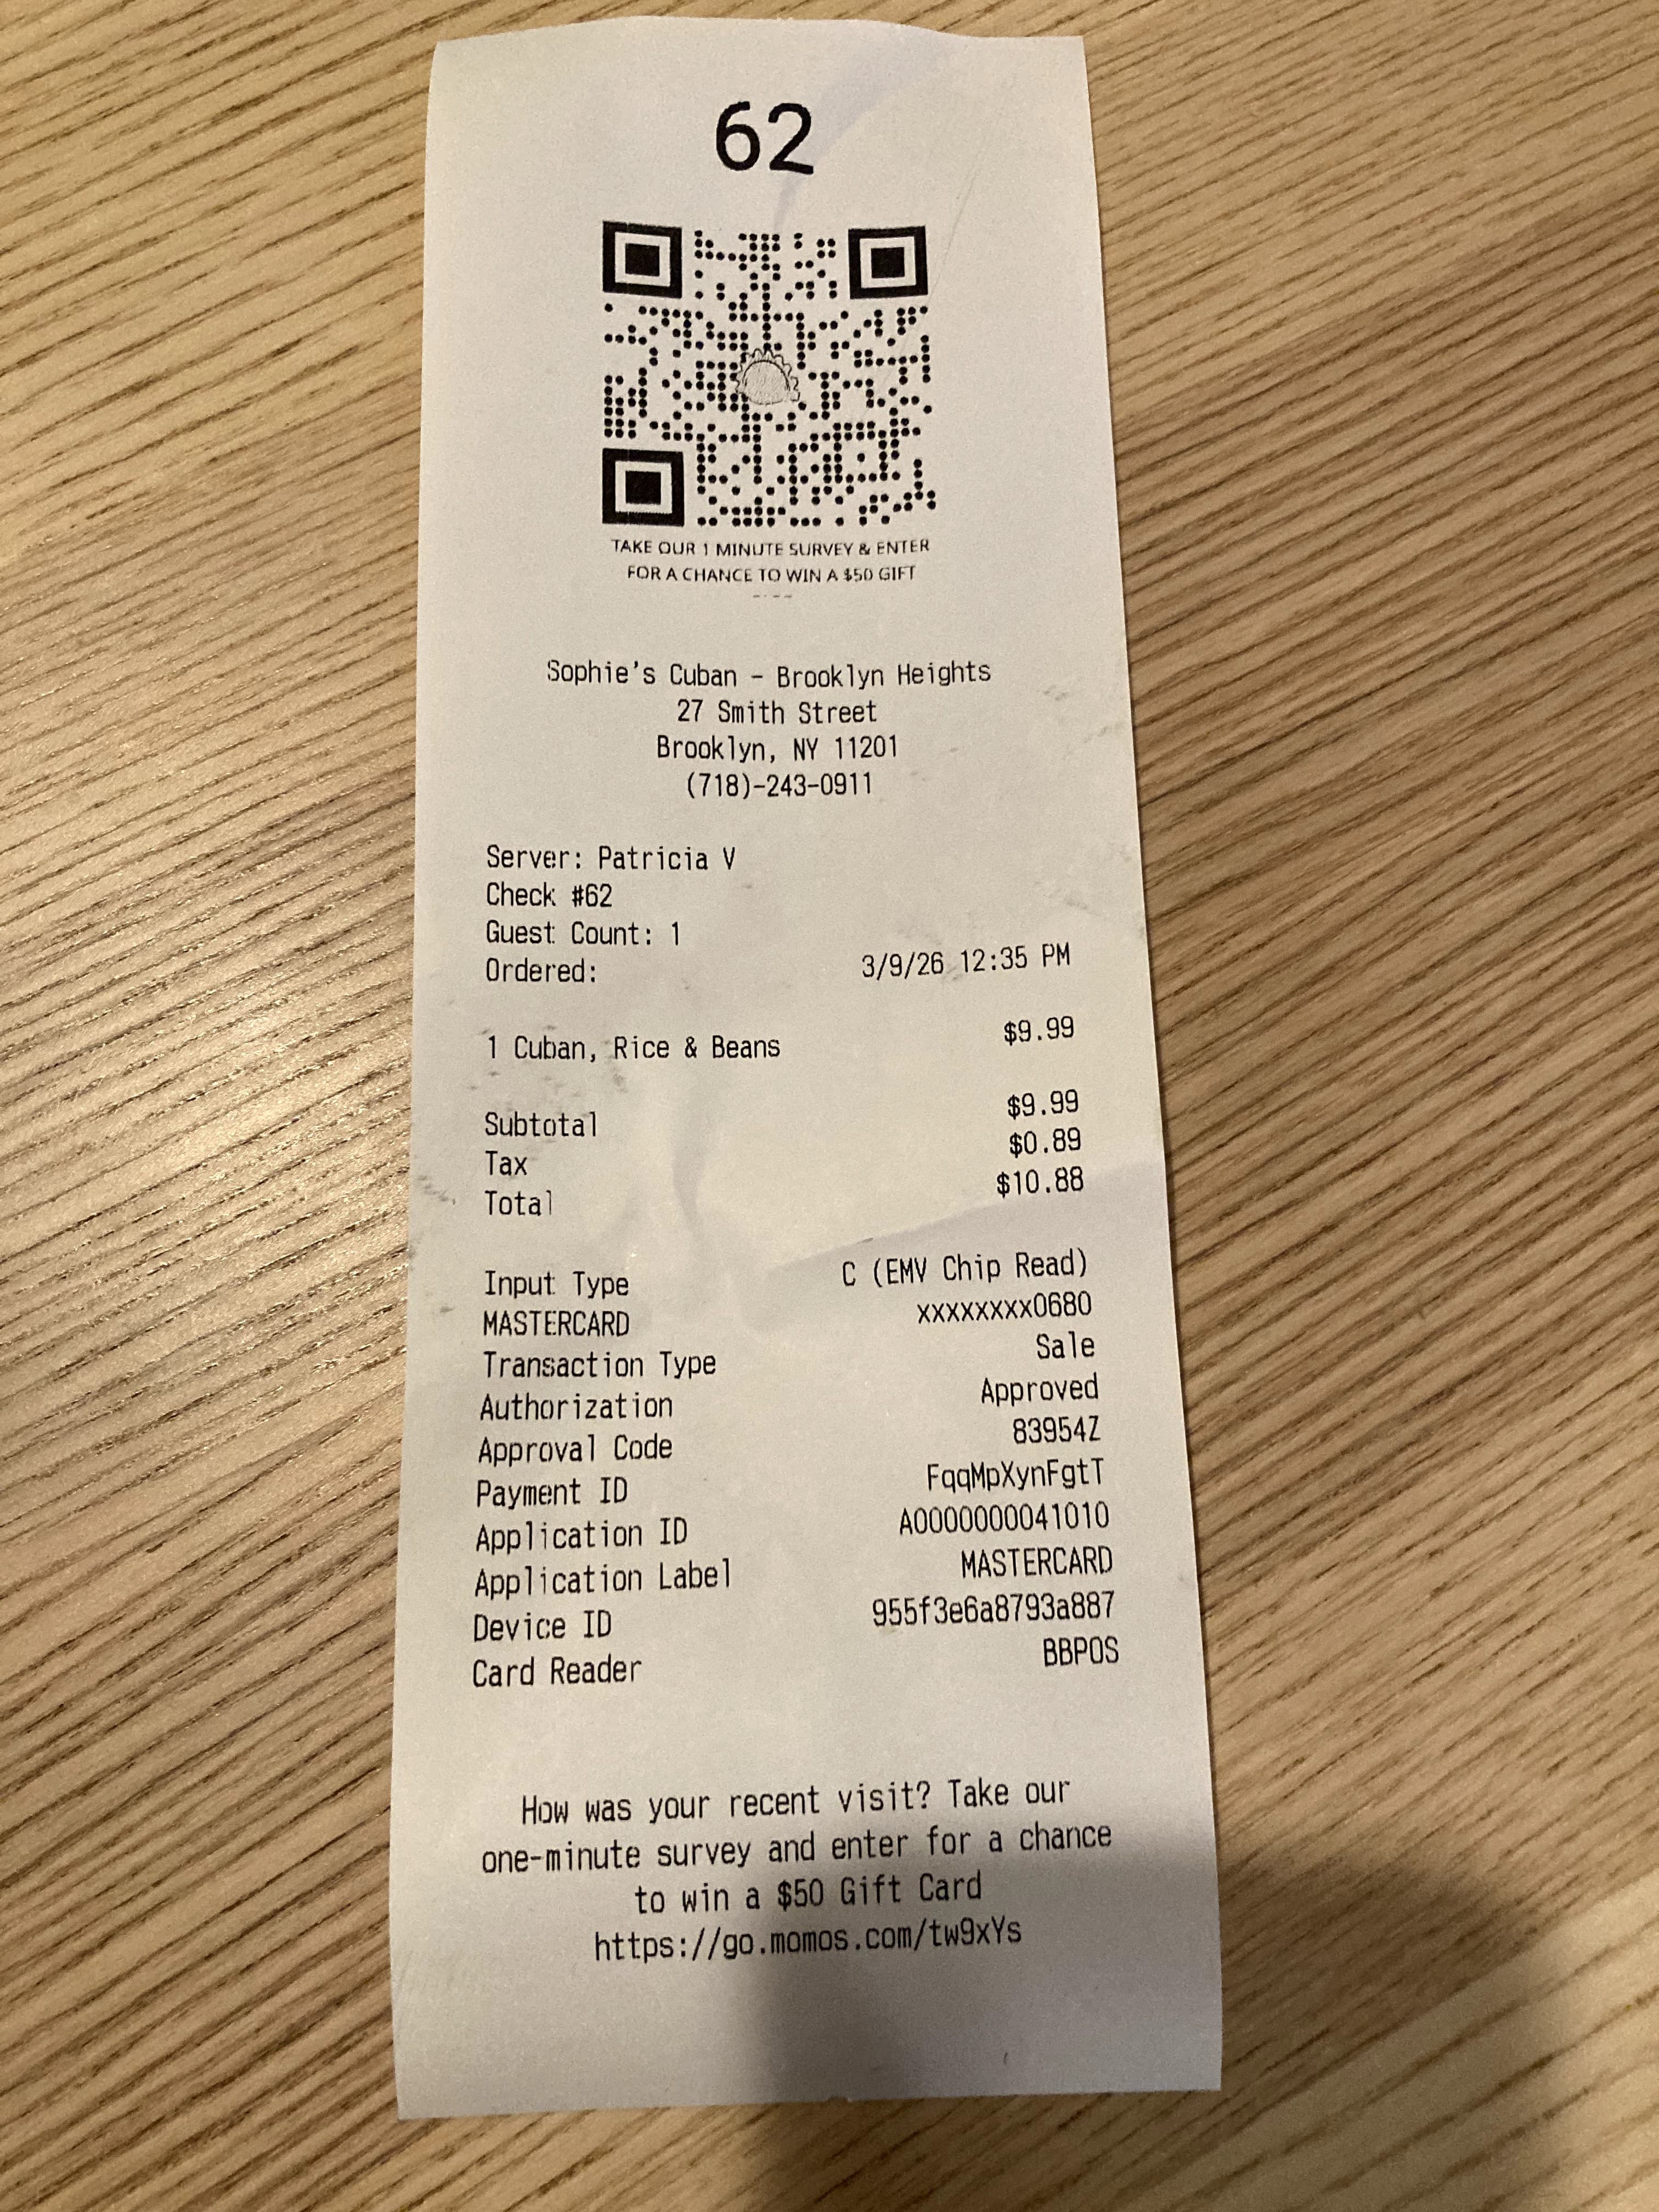 62
TAKE OUR 1 MINUTE SURVEY & ENTER
FOR A CHANCE TO WIN A $50 GIFT
Sophie's Cuban - Brooklyn Heights
27 Smith Street
Brooklyn, NY 11201
(718)-243-0911
Server: Patricia V
Check #62
Guest Count: 1
Ordered: 3/9/26 12:35 PM
1 Cuban, Rice & Beans $9.99
Subtotal $9.99
Tax $0.89
Total $10.88
Input Type C (EMV Chip Read)
MASTERCARD xxxxxxxx0680
Transaction Type Sale
Authorization Approved
Approval Code 83954Z
Payment ID FqqMpXynFgtT
Application ID A0000000041010
Application Label MASTERCARD
Device ID 955f3e6a8793a887
Card Reader BBPOS
How was your recent visit? Take our
one-minute survey and enter for a chance
to win a $50 Gift Card
https://go.momos.com/tw9xYs